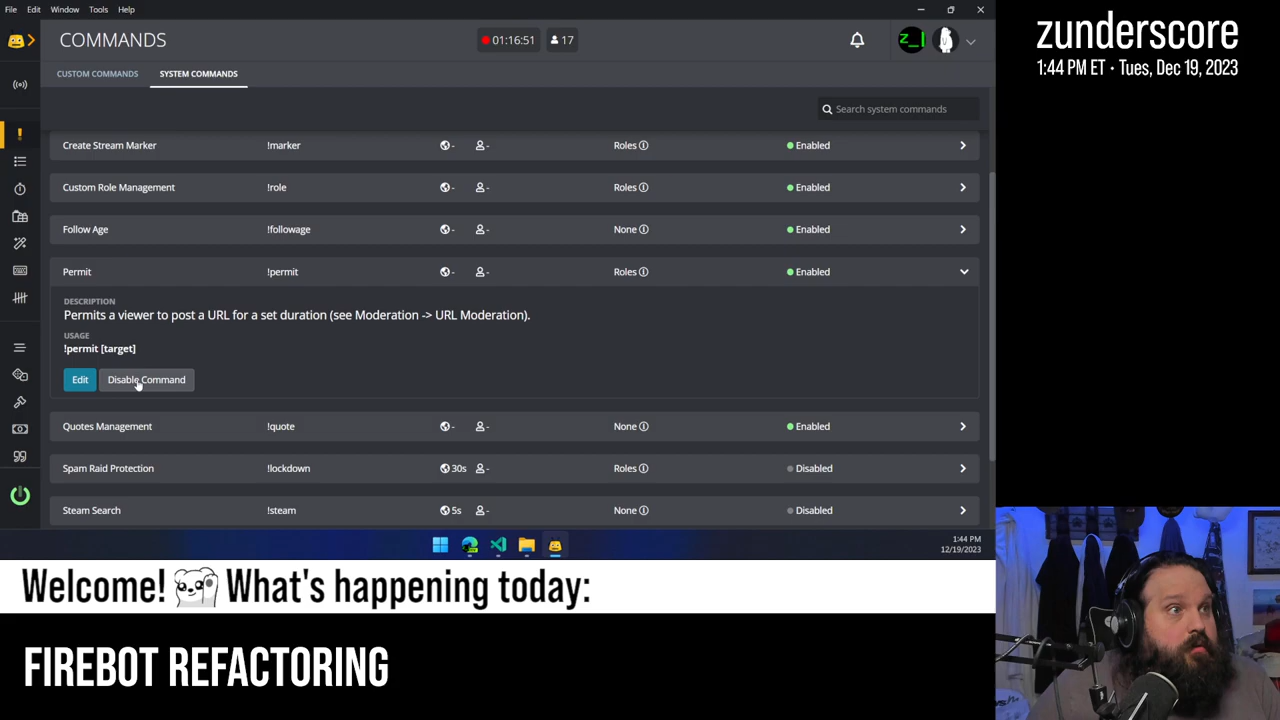 File Edit Window Tools Help
COMMANDS
01:16:51
17
z_|
CUSTOM COMMANDS SYSTEM COMMANDS
Search system commands
Create Stream Marker !marker - - Roles Enabled
Custom Role Management !role - - Roles Enabled
Follow Age !followage - - None Enabled
Permit !permit - - Roles Enabled
DESCRIPTION
Permits a viewer to post a URL for a set duration (see Moderation -> URL Moderation).
USAGE
!permit [target]
Edit Disable Command
Quotes Management !quote - - None Enabled
Spam Raid Protection !lockdown 30s - Roles Disabled
Steam Search !steam 5s - None Disabled
1:44 PM
12/19/2023
zunderscore
1:44 PM ET • Tues, Dec 19, 2023
Welcome! What's happening today:
FIREBOT REFACTORING